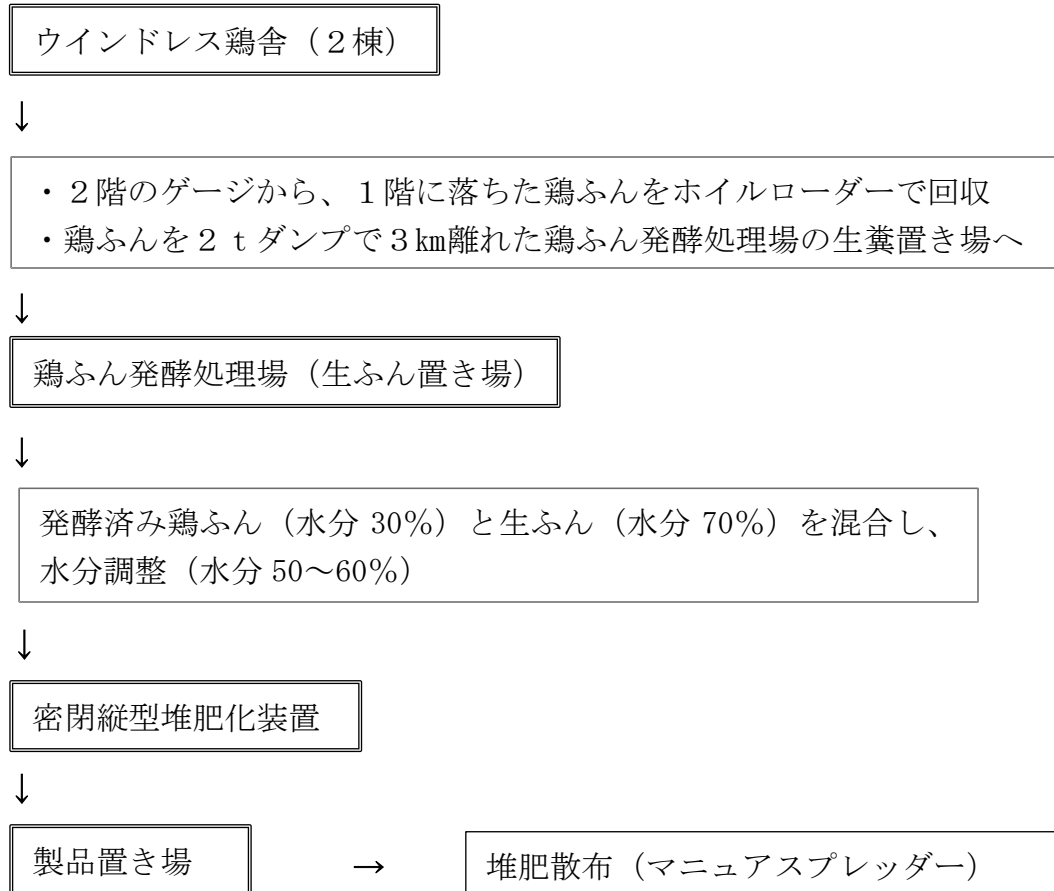 ウインドレス鶏舎（２棟）
↓
・２階のゲージから、１階に落ちた鶏ふんをホイルローダーで回収
・鶏ふんを２ｔダンプで３㎞離れた鶏ふん発酵処理場の生糞置き場へ
↓
鶏ふん発酵処理場（生ふん置き場）
↓
発酵済み鶏ふん（水分 30％）と生ふん（水分 70％）を混合し、
水分調整（水分 50～60％）
↓
密閉縦型堆肥化装置
↓
製品置き場 → 堆肥散布（マニュアスプレッダー）